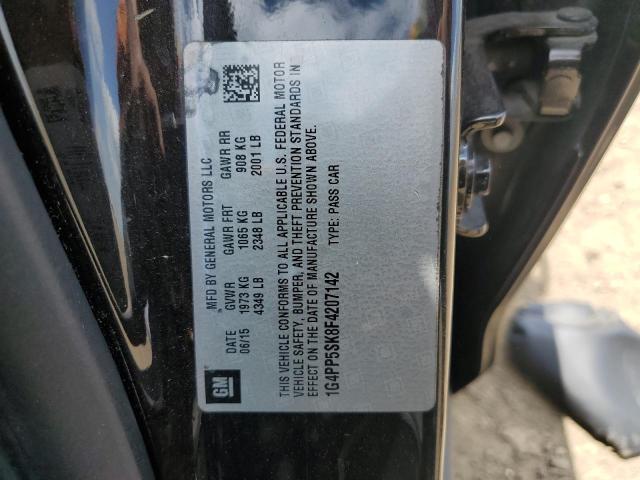 GM
MFD BY GENERAL MOTORS LLC
DATE GVWR GAWR FRT GAWR RR
06/15 1973 KG 1065 KG 908 KG
4349 LB 2348 LB 2001 LB
THIS VEHICLE CONFORMS TO ALL APPLICABLE U.S. FEDERAL MOTOR
VEHICLE SAFETY, BUMPER, AND THEFT PREVENTION STANDARDS IN
EFFECT ON THE DATE OF MANUFACTURE SHOWN ABOVE.
1G4PP5SK8F4207142 TYPE: PASS CAR